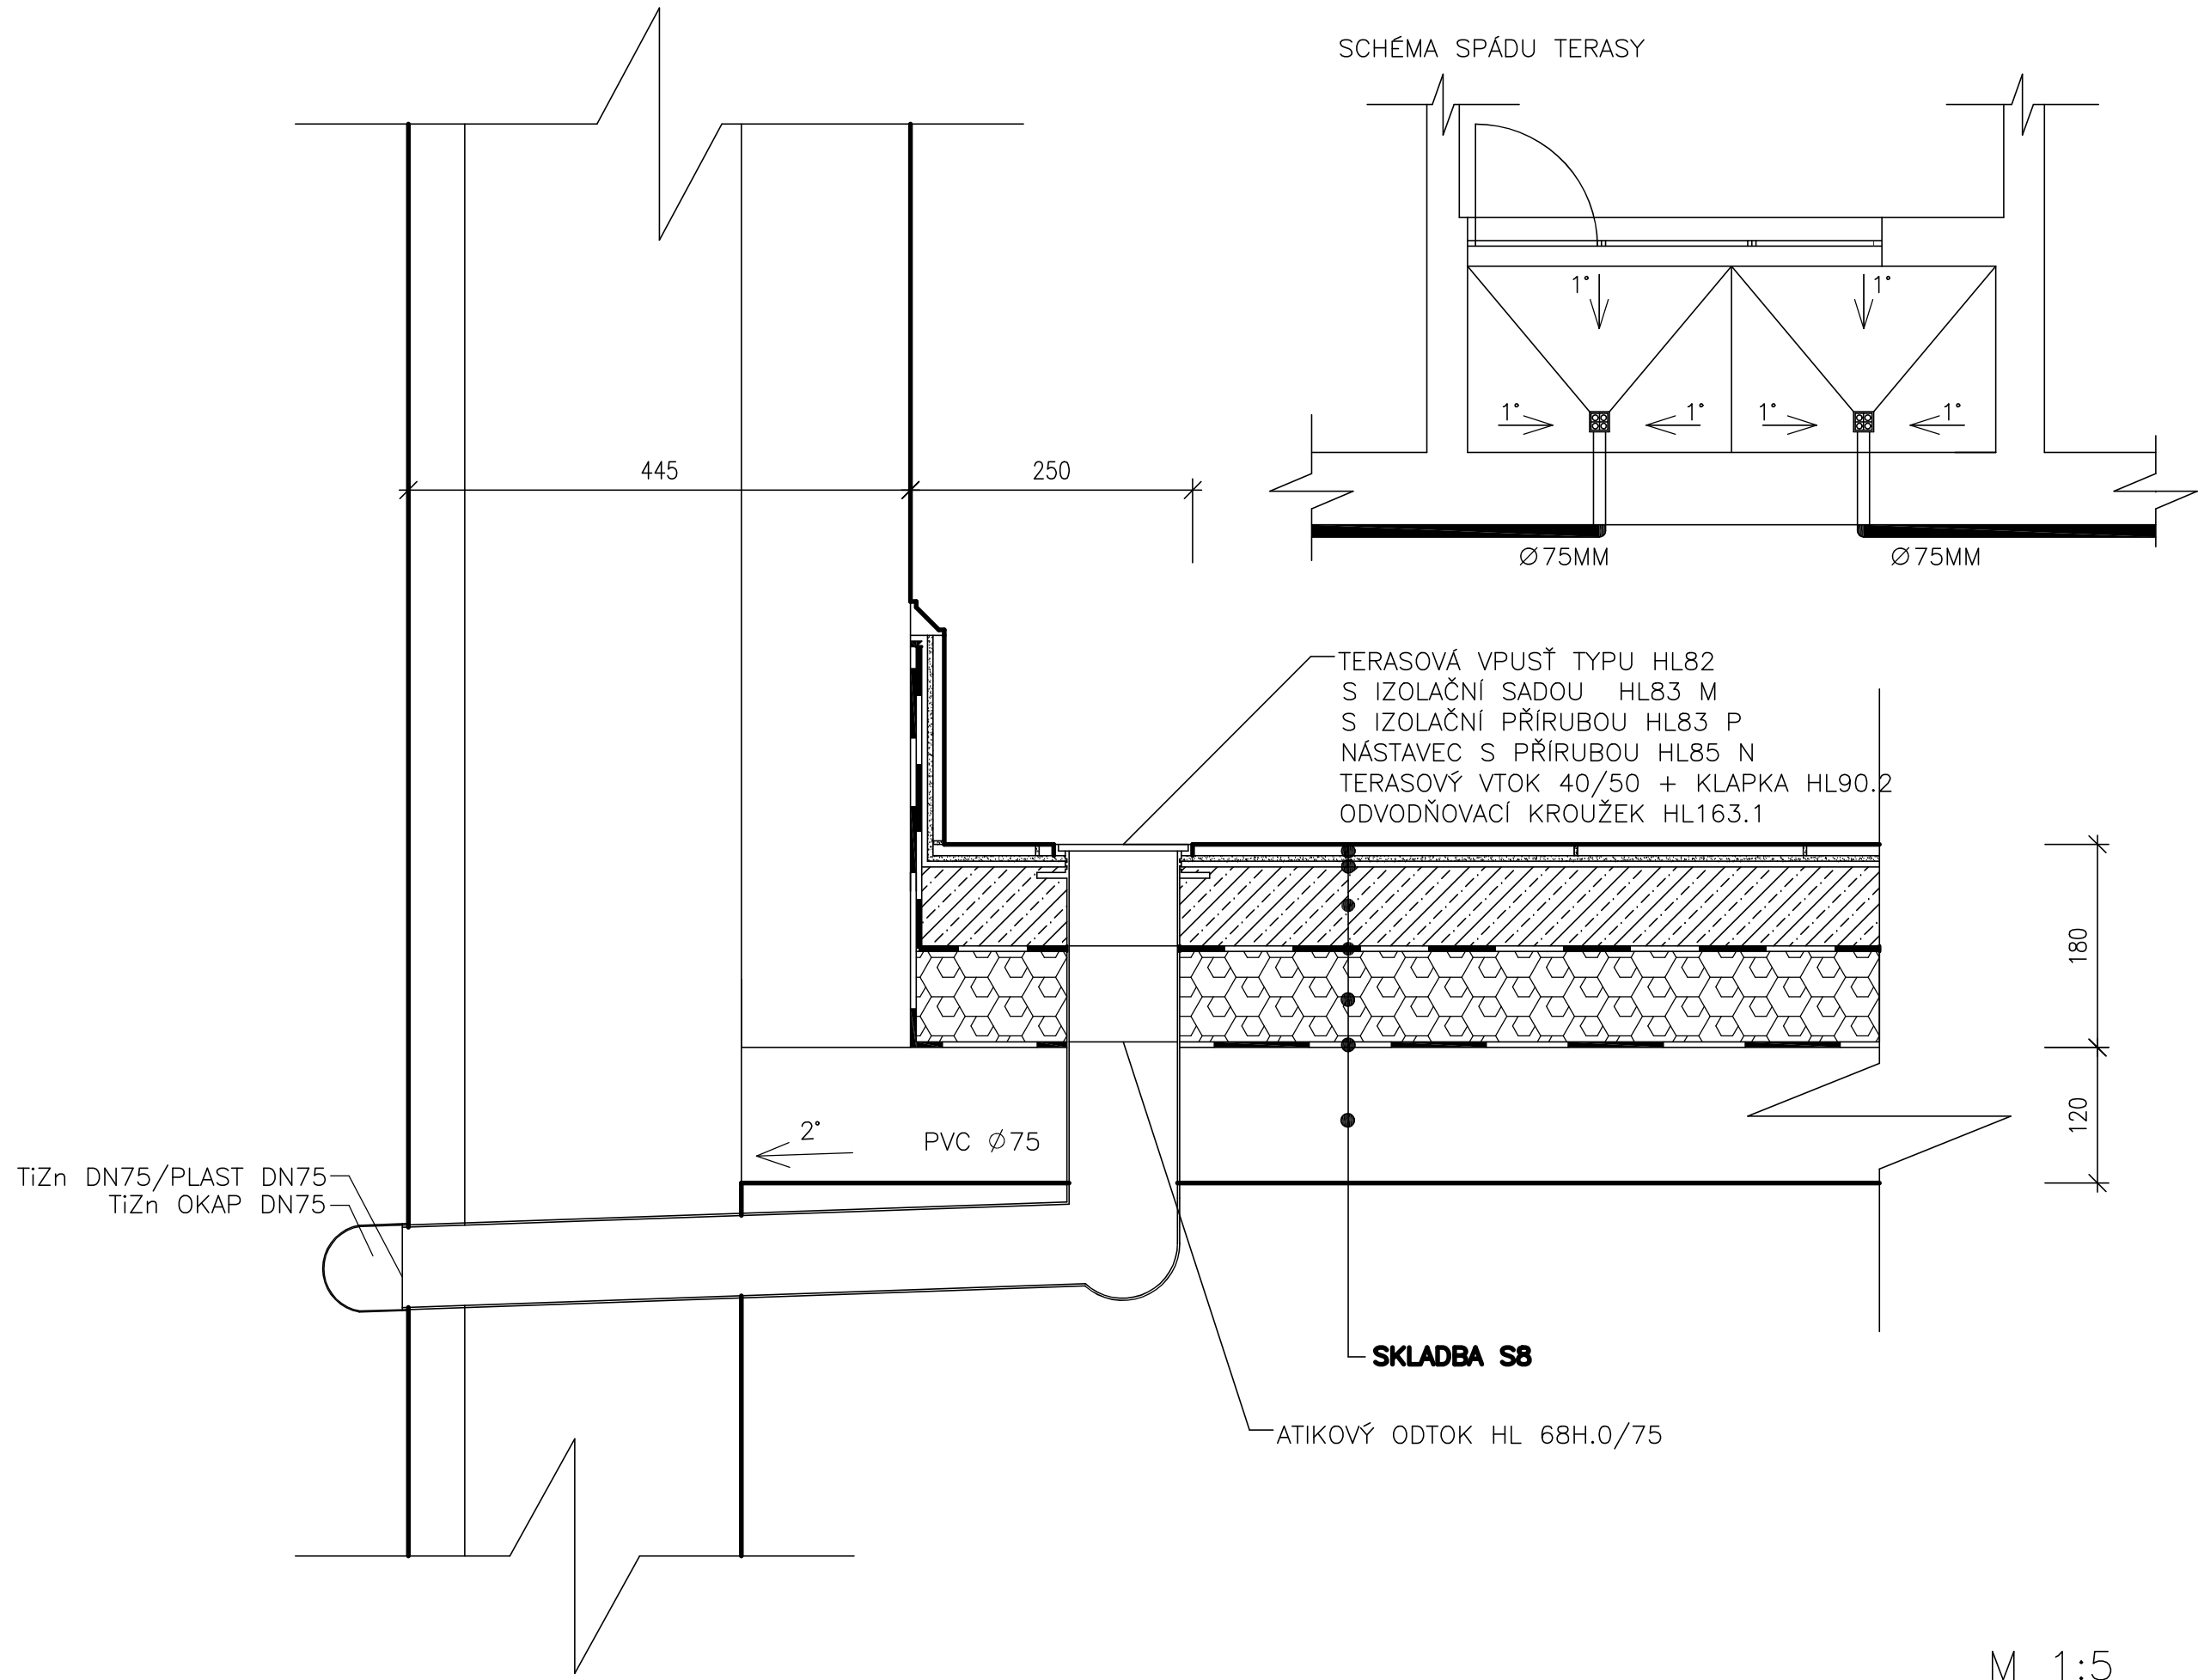 SCHÉMA SPÁDU TERASY
1°
1°
1°
1°
1°
1°
Ø75MM
Ø75MM
445
250
TERASOVÁ VPUSŤ TYPU HL82
S IZOLAČNÍ SADOU HL83 M
S IZOLAČNÍ PŘÍRUBOU HL83 P
NÁSTAVEC S PŘÍRUBOU HL85 N
TERASOVÝ VTOK 40/50 + KLAPKA HL90.2
ODVODŇOVACÍ KROUŽEK HL163.1
180
120
2°
PVC Ø75
TiZn DN75/PLAST DN75
TiZn OKAP DN75
SKLADBA S8
ATIKOVÝ ODTOK HL 68H.0/75
M 1:5